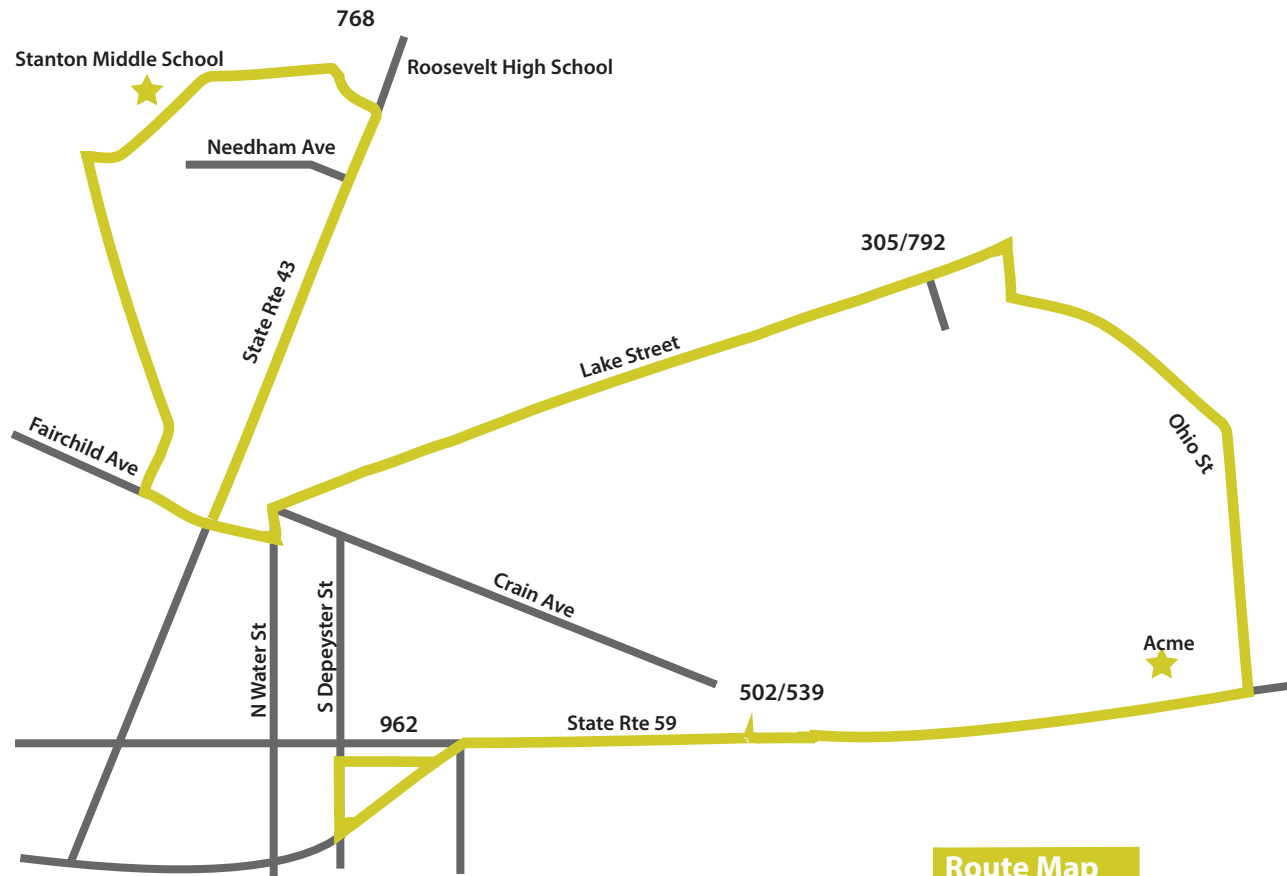 768
Stanton Middle School
Roosevelt High School
Needham Ave
305/792
State Rte 43
Lake Street
Fairchild Ave
Ohio St
Crain Ave
S Depeyster St
N Water St
Acme
502/539
962
State Rte 59
Route Map